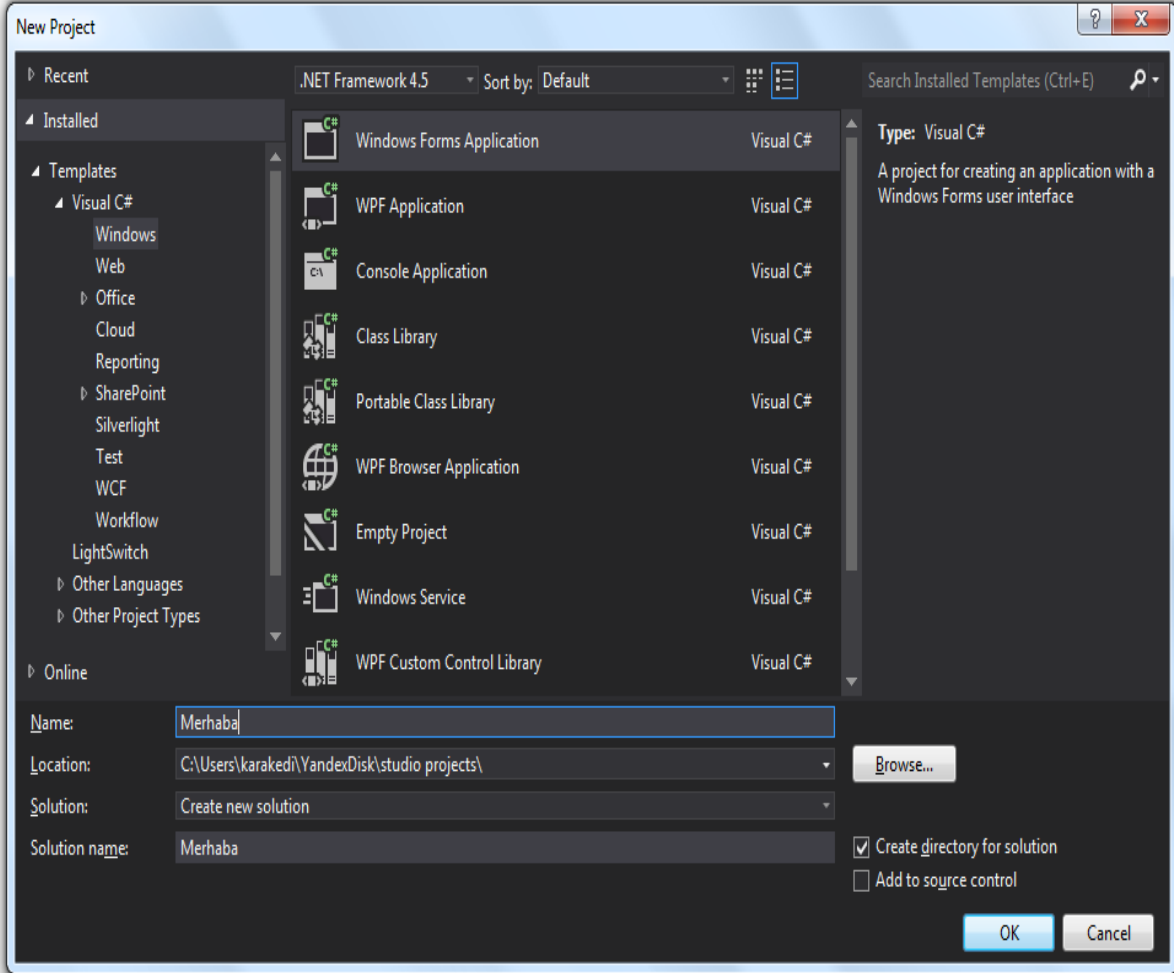 New Project
Recent
.NET Framework 4.5 Sort by: Default
Search Installed Templates (Ctrl+E)
Installed
Templates
Visual C#
Windows
Web
Office
Cloud
Reporting
SharePoint
Silverlight
Test
WCF
Workflow
LightSwitch
Other Languages
Other Project Types
Online
C# Windows Forms Application Visual C#
C# WPF Application Visual C#
C# C:\ Console Application Visual C#
C# Class Library Visual C#
C# Portable Class Library Visual C#
C# WPF Browser Application Visual C#
C# Empty Project Visual C#
C# Windows Service Visual C#
C# WPF Custom Control Library Visual C#
Type: Visual C#
A project for creating an application with a
Windows Forms user interface
Name: Merhaba
Location: C:\Users\karakedi\YandexDisk\studio projects\ Browse...
Solution: Create new solution
Solution name: Merhaba
Create directory for solution
Add to source control
OK Cancel